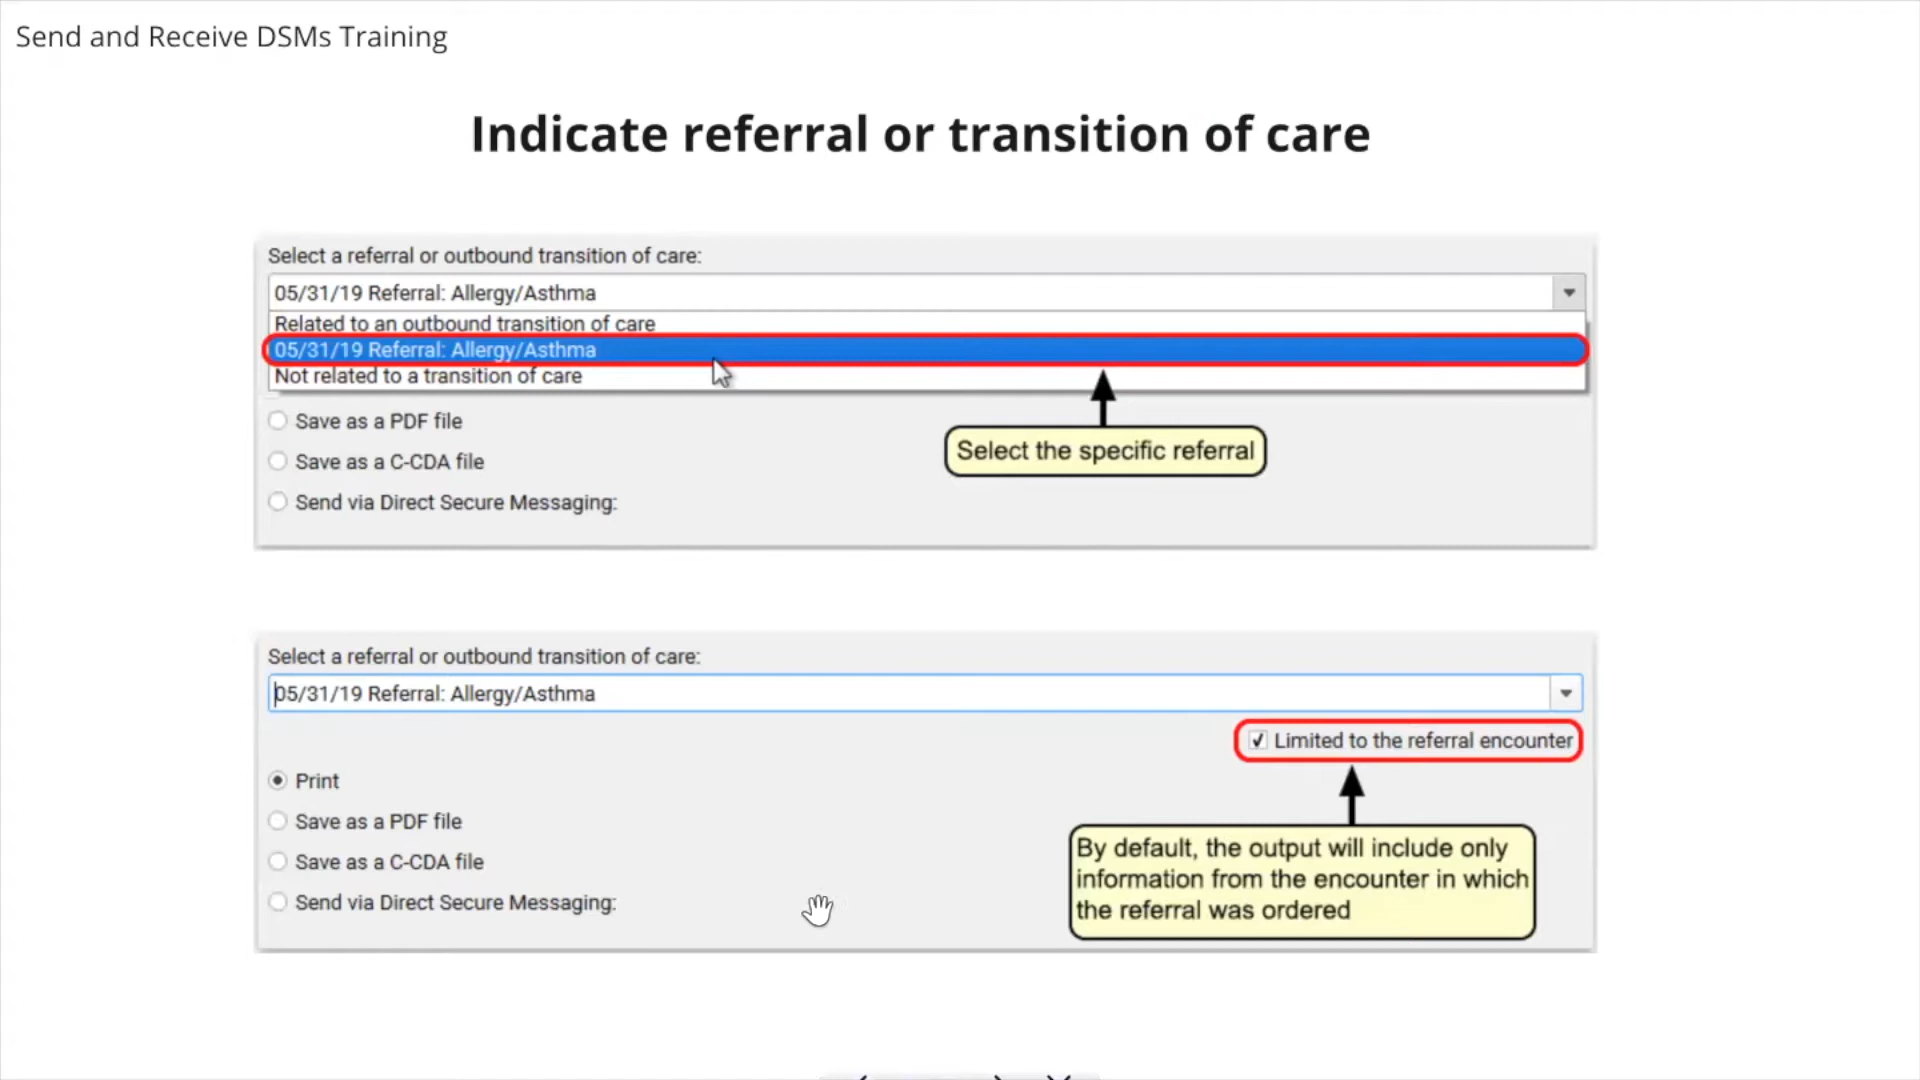 Send and Receive DSMs Training
Indicate referral or transition of care
Select a referral or outbound transition of care:
05/31/19 Referral: Allergy/Asthma
Related to an outbound transition of care
05/31/19 Referral: Allergy/Asthma
Not related to a transition of care
Save as a PDF file
Save as a C-CDA file
Send via Direct Secure Messaging:
Select the specific referral
Select a referral or outbound transition of care:
05/31/19 Referral: Allergy/Asthma
Limited to the referral encounter
Print
Save as a PDF file
Save as a C-CDA file
Send via Direct Secure Messaging:
By default, the output will include only
information from the encounter in which
the referral was ordered